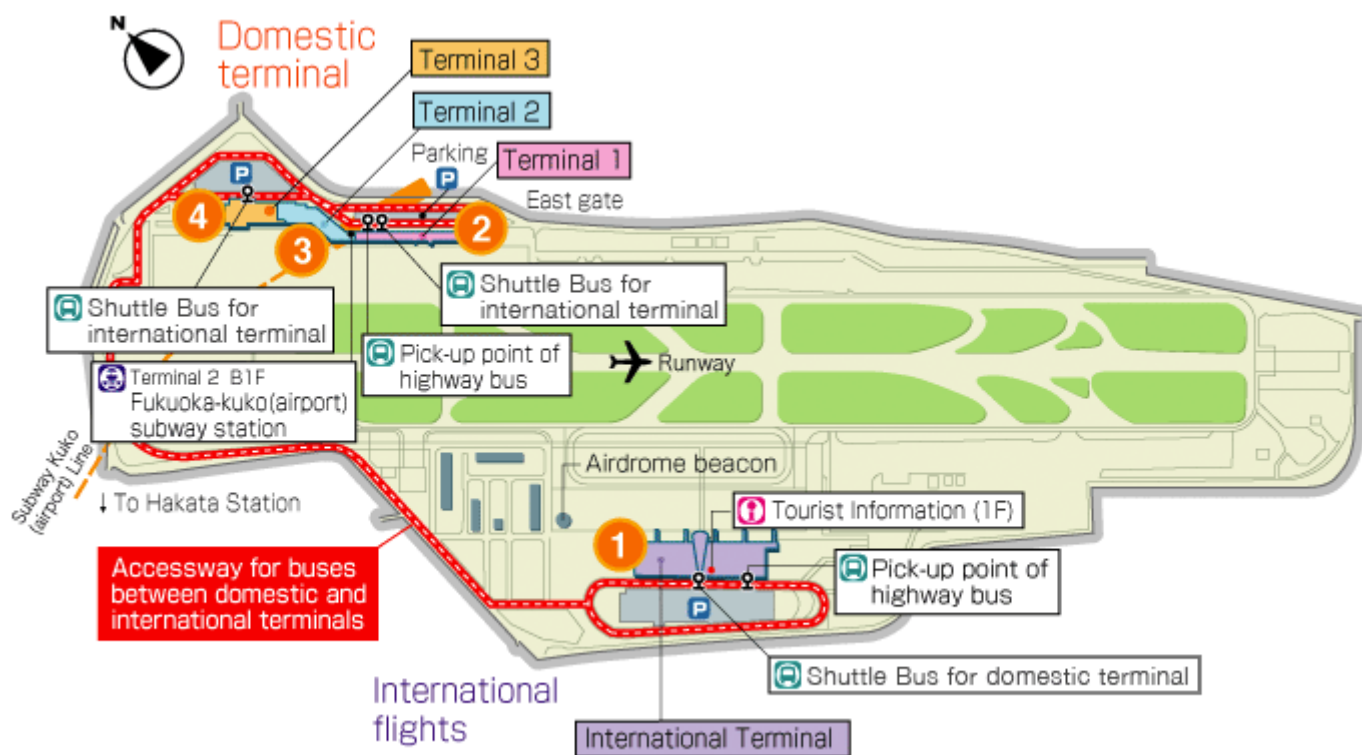 N
Domestic
terminal
Terminal 3
Terminal 2
Parking
P
Terminal 1
East gate
P
4
3
2
Shuttle Bus for
international terminal
Shuttle Bus for
international terminal
Pick-up point of
highway bus
Runway
Terminal 2 B1F
Fukuoka-kuko(airport)
subway station
Subway Kuko
(airport) Line
↓ To Hakata Station
Airdrome beacon
Tourist Information (1F)
1
Accessway for buses
between domestic and
international terminals
Pick-up point of
highway bus
P
Shuttle Bus for domestic terminal
International
flights
International Terminal